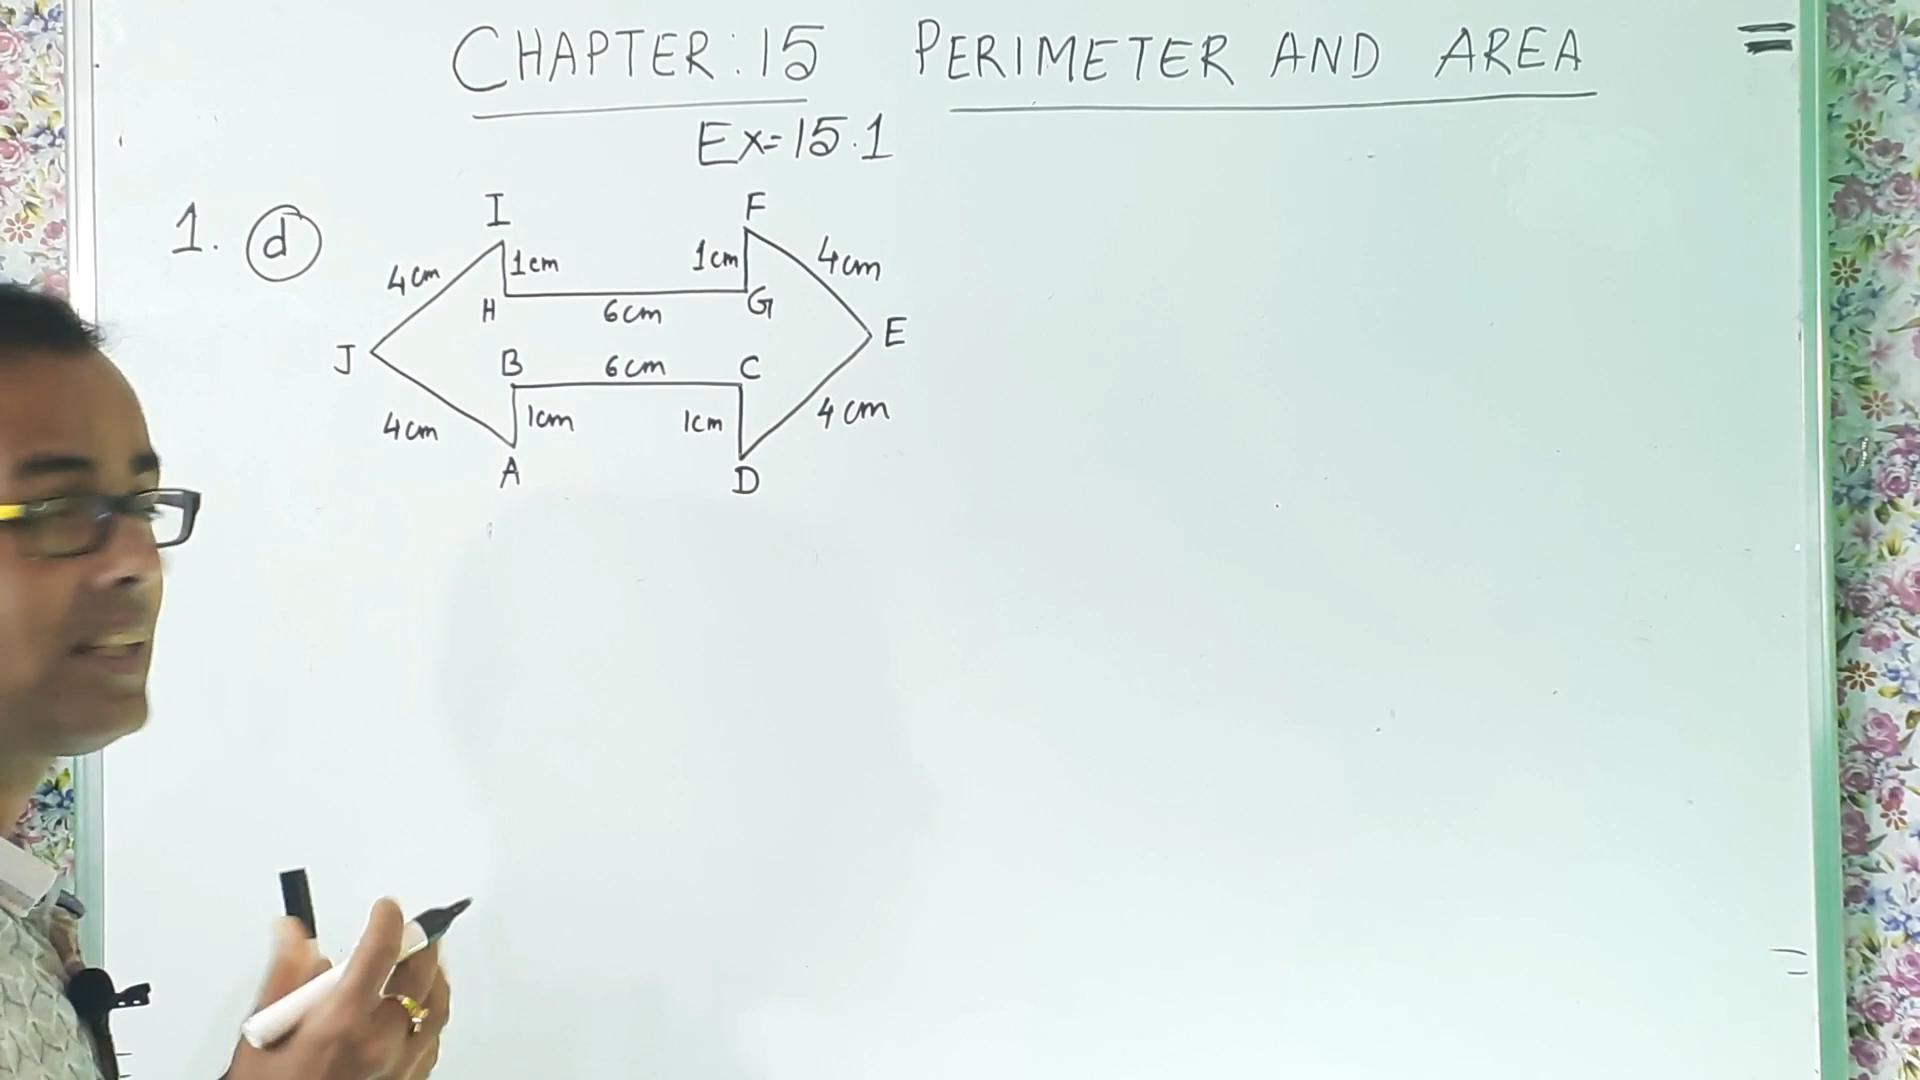 CHAPTER:15 PERIMETER AND AREA
Ex=15.1
1. d
I F
4cm 1cm 1cm 4cm
H 6cm G
J E
B 6cm C
4cm 1cm 1cm 4cm
A D